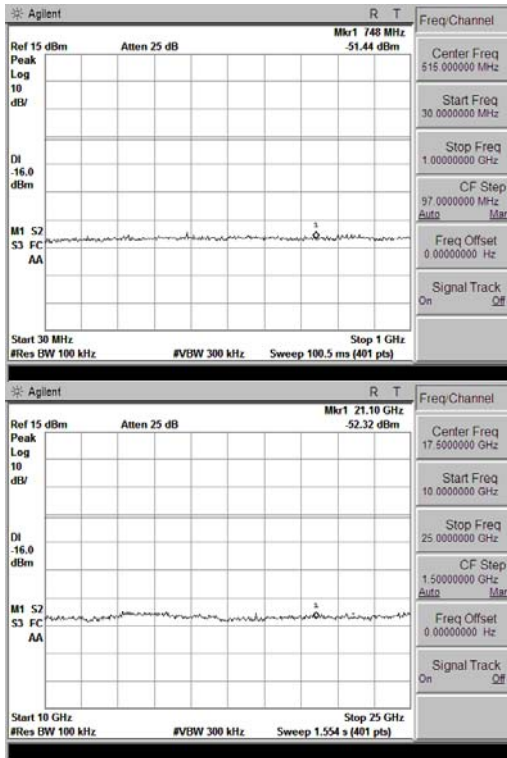 Agilent R T
Mkr1 748 MHz
Ref 15 dBm Atten 25 dB -51.44 dBm
Peak
Log
10
dB/
DI
-16.0
dBm
M1 S2
S3 FC
AA
1
Start 30 MHz Stop 1 GHz
#Res BW 100 kHz #VBW 300 kHz Sweep 100.5 ms (401 pts)
Freq/Channel
Center Freq
515.000000 MHz
Start Freq
30.0000000 MHz
Stop Freq
1.00000000 GHz
CF Step
97.0000000 MHz
Auto Man
Freq Offset
0.00000000 Hz
Signal Track
On Off
Agilent R T
Mkr1 21.10 GHz
Ref 15 dBm Atten 25 dB -52.32 dBm
Peak
Log
10
dB/
DI
-16.0
dBm
M1 S2
S3 FC
AA
1
Start 10 GHz Stop 25 GHz
#Res BW 100 kHz #VBW 300 kHz Sweep 1.554 s (401 pts)
Freq/Channel
Center Freq
17.5000000 GHz
Start Freq
10.0000000 GHz
Stop Freq
25.0000000 GHz
CF Step
1.50000000 GHz
Auto Man
Freq Offset
0.00000000 Hz
Signal Track
On Off